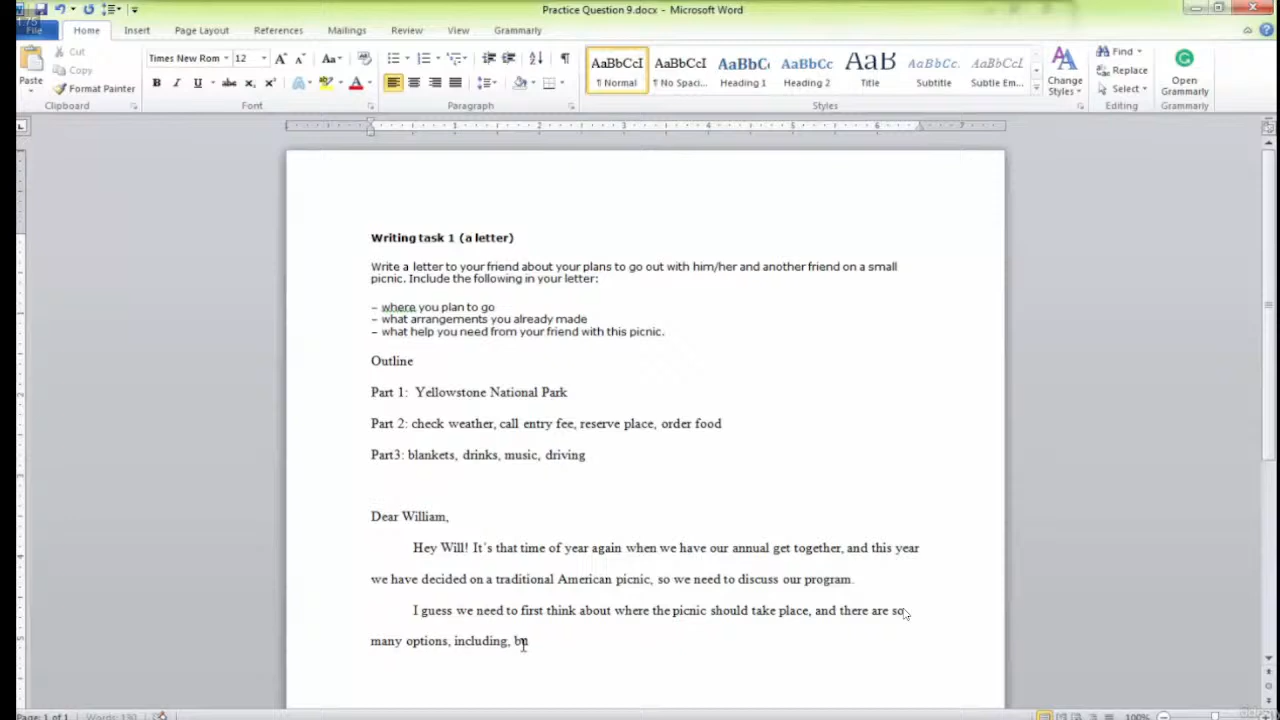 Practice Question 9.docx - Microsoft Word
File Home Insert Page Layout References Mailings Review View Grammarly
Cut
Copy
Format Painter
Paste
Clipboard
Times New Rom 12
Font
Paragraph
AaBbCcI AaBbCcI AaBbC AaBbCc AaB AaBbCc. AaBbCcI
¶ Normal ¶ No Spaci... Heading 1 Heading 2 Title Subtitle Subtle Em...
Change Styles
Styles
Find
Replace
Select
Editing
Open Grammarly
Grammarly
1 2 3 4 5 6 7
Writing task 1 (a letter)
Write a letter to your friend about your plans to go out with him/her and another friend on a small
picnic. Include the following in your letter:
– where you plan to go
– what arrangements you already made
– what help you need from your friend with this picnic.
Outline
Part 1: Yellowstone National Park
Part 2: check weather, call entry fee, reserve place, order food
Part3: blankets, drinks, music, driving
Dear William,
Hey Will! It's that time of year again when we have our annual get together, and this year
we have decided on a traditional American picnic, so we need to discuss our program.
I guess we need to first think about where the picnic should take place, and there are so
many options, including,
Page: 1 of 1 Words: 130 100%